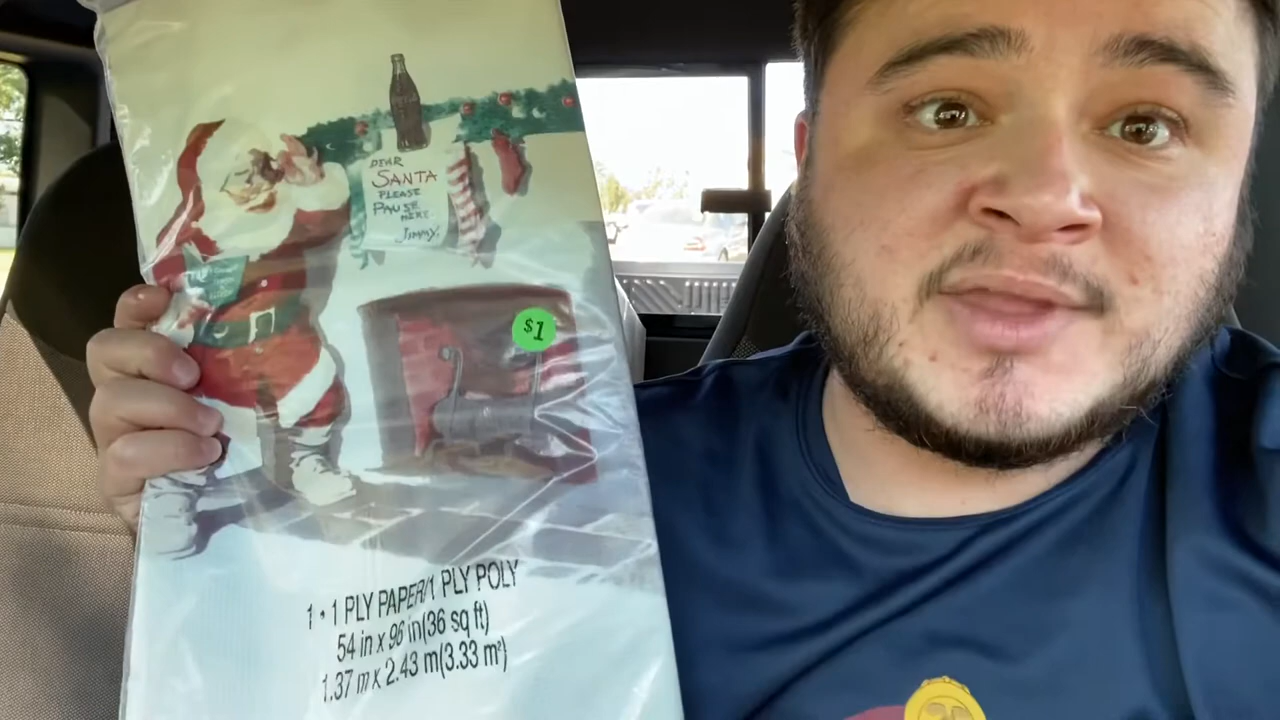 DEAR
SANTA
PLEASE
PAUSE
HERE.
JIMMY.
$1
1 • 1 PLY PAPER/1 PLY POLY
54 in x 96 in(36 sq ft)
1.37 m x 2.43 m(3.33 m²)